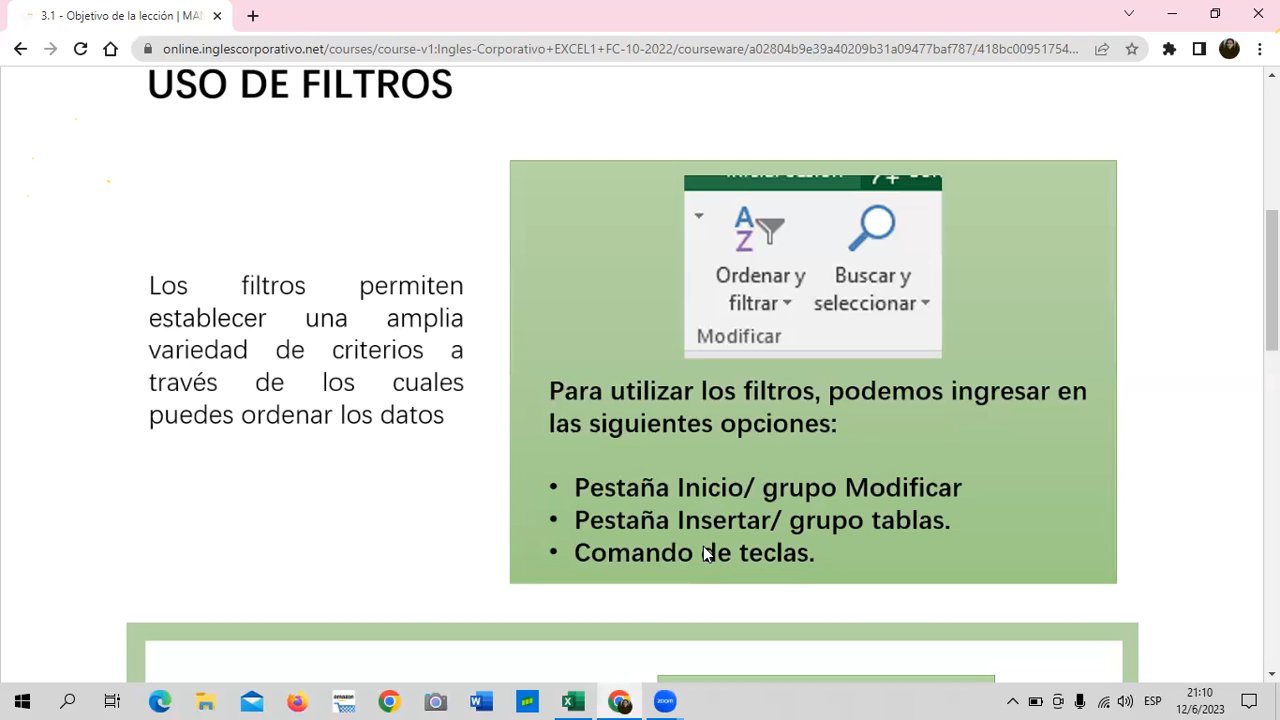 3.1 - Objetivo de la lección | MAN
online.inglescorporativo.net/courses/course-v1:Ingles-Corporativo+EXCEL1+FC-10-2022/courseware/a02804b9e39a40209b31a09477baf787/418bc00951754...
USO DE FILTROS
Los filtros permiten
establecer una amplia
variedad de criterios a
través de los cuales
puedes ordenar los datos
A
Z
Ordenar y
filtrar
Buscar y
seleccionar
Modificar
Para utilizar los filtros, podemos ingresar en
las siguientes opciones:
• Pestaña Inicio/ grupo Modificar
• Pestaña Insertar/ grupo tablas.
• Comando de teclas.
amazon
zoom
ESP
21:10
12/6/2023